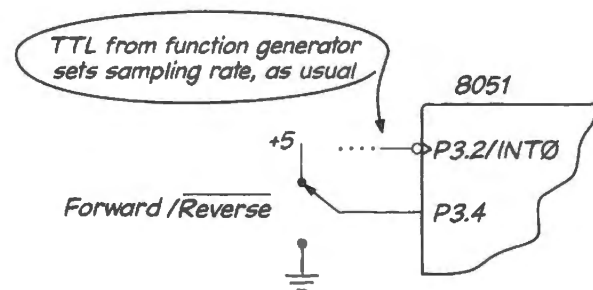 TTL from function generator
sets sampling rate, as usual
8051
+5
P3.2/INTØ
Forward/Reverse
P3.4